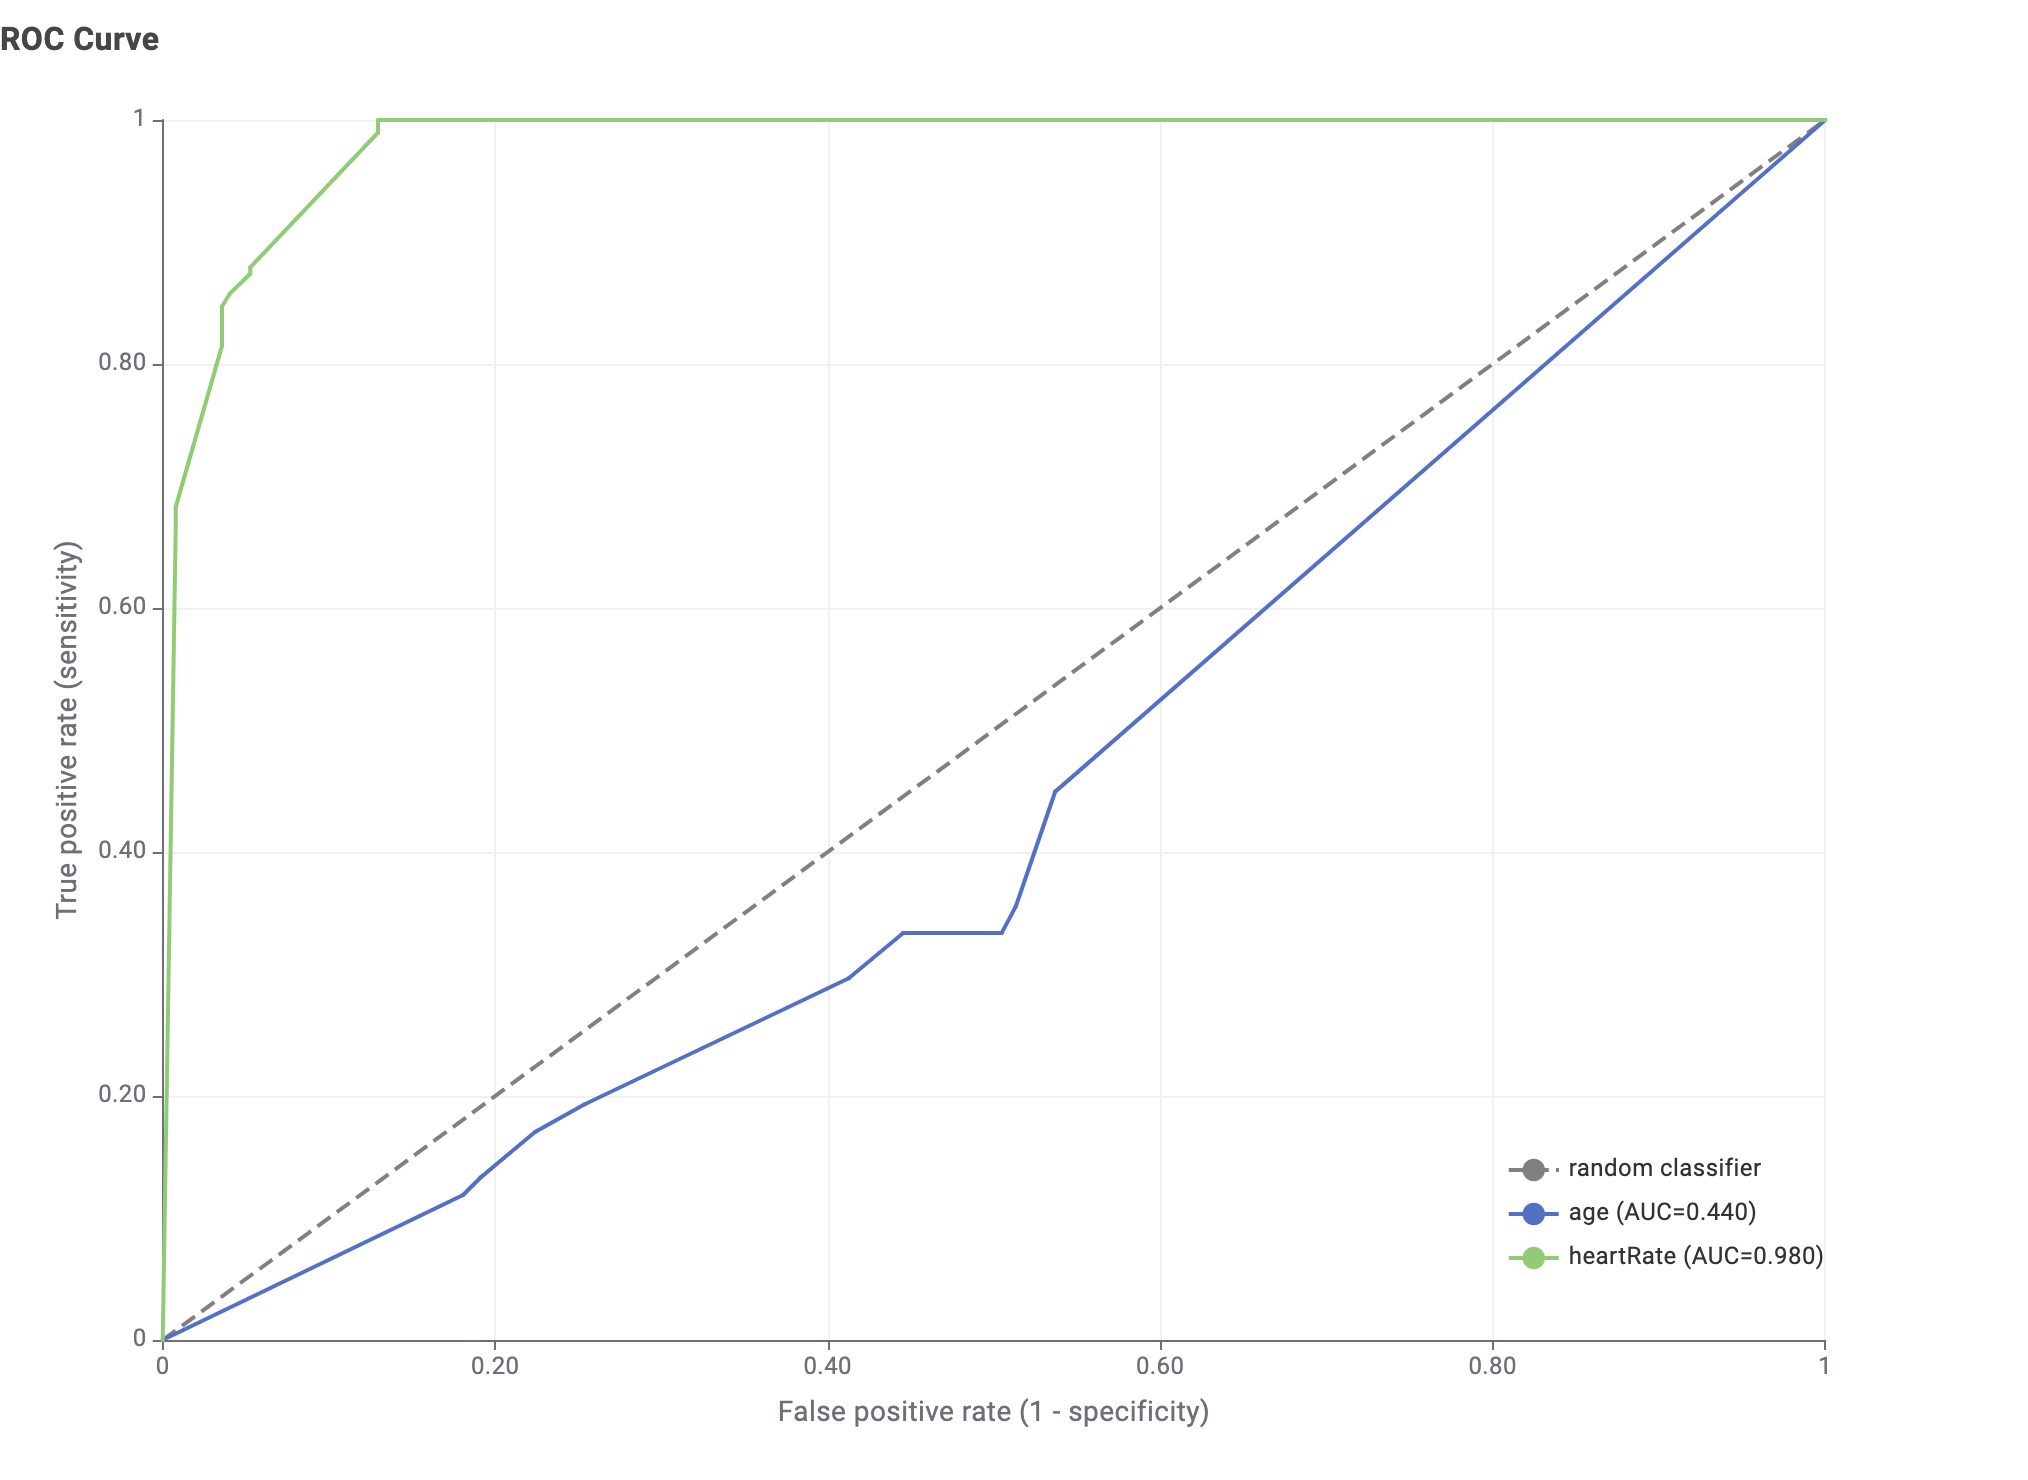 ROC Curve
1
0.80
0.60
0.40
0.20
0
True positive rate (sensitivity)
random classifier
age (AUC=0.440)
heartRate (AUC=0.980)
0 0.20 0.40 0.60 0.80 1
False positive rate (1 - specificity)